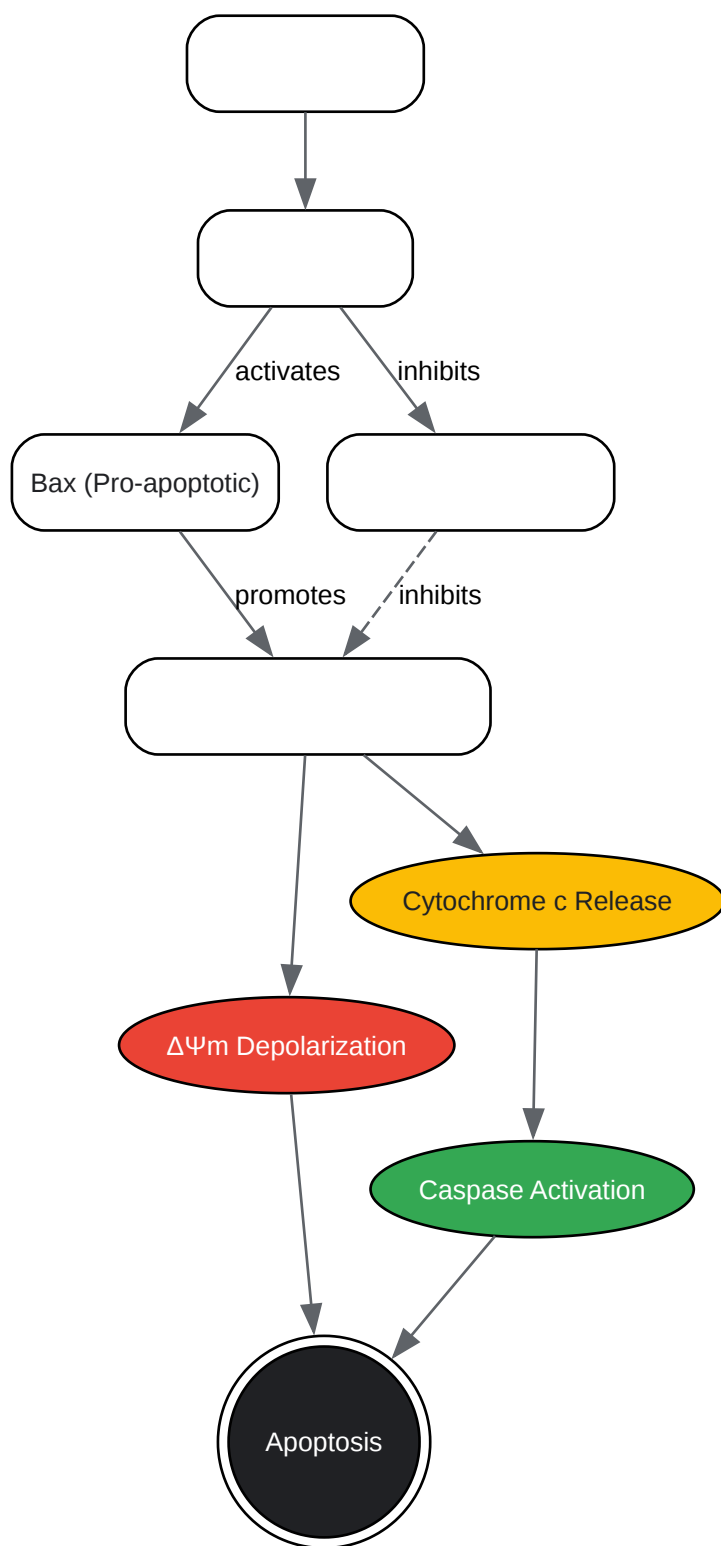 activates
inhibits
Bax (Pro-apoptotic)
promotes
inhibits
Cytochrome c Release
ΔΨm Depolarization
Caspase Activation
Apoptosis